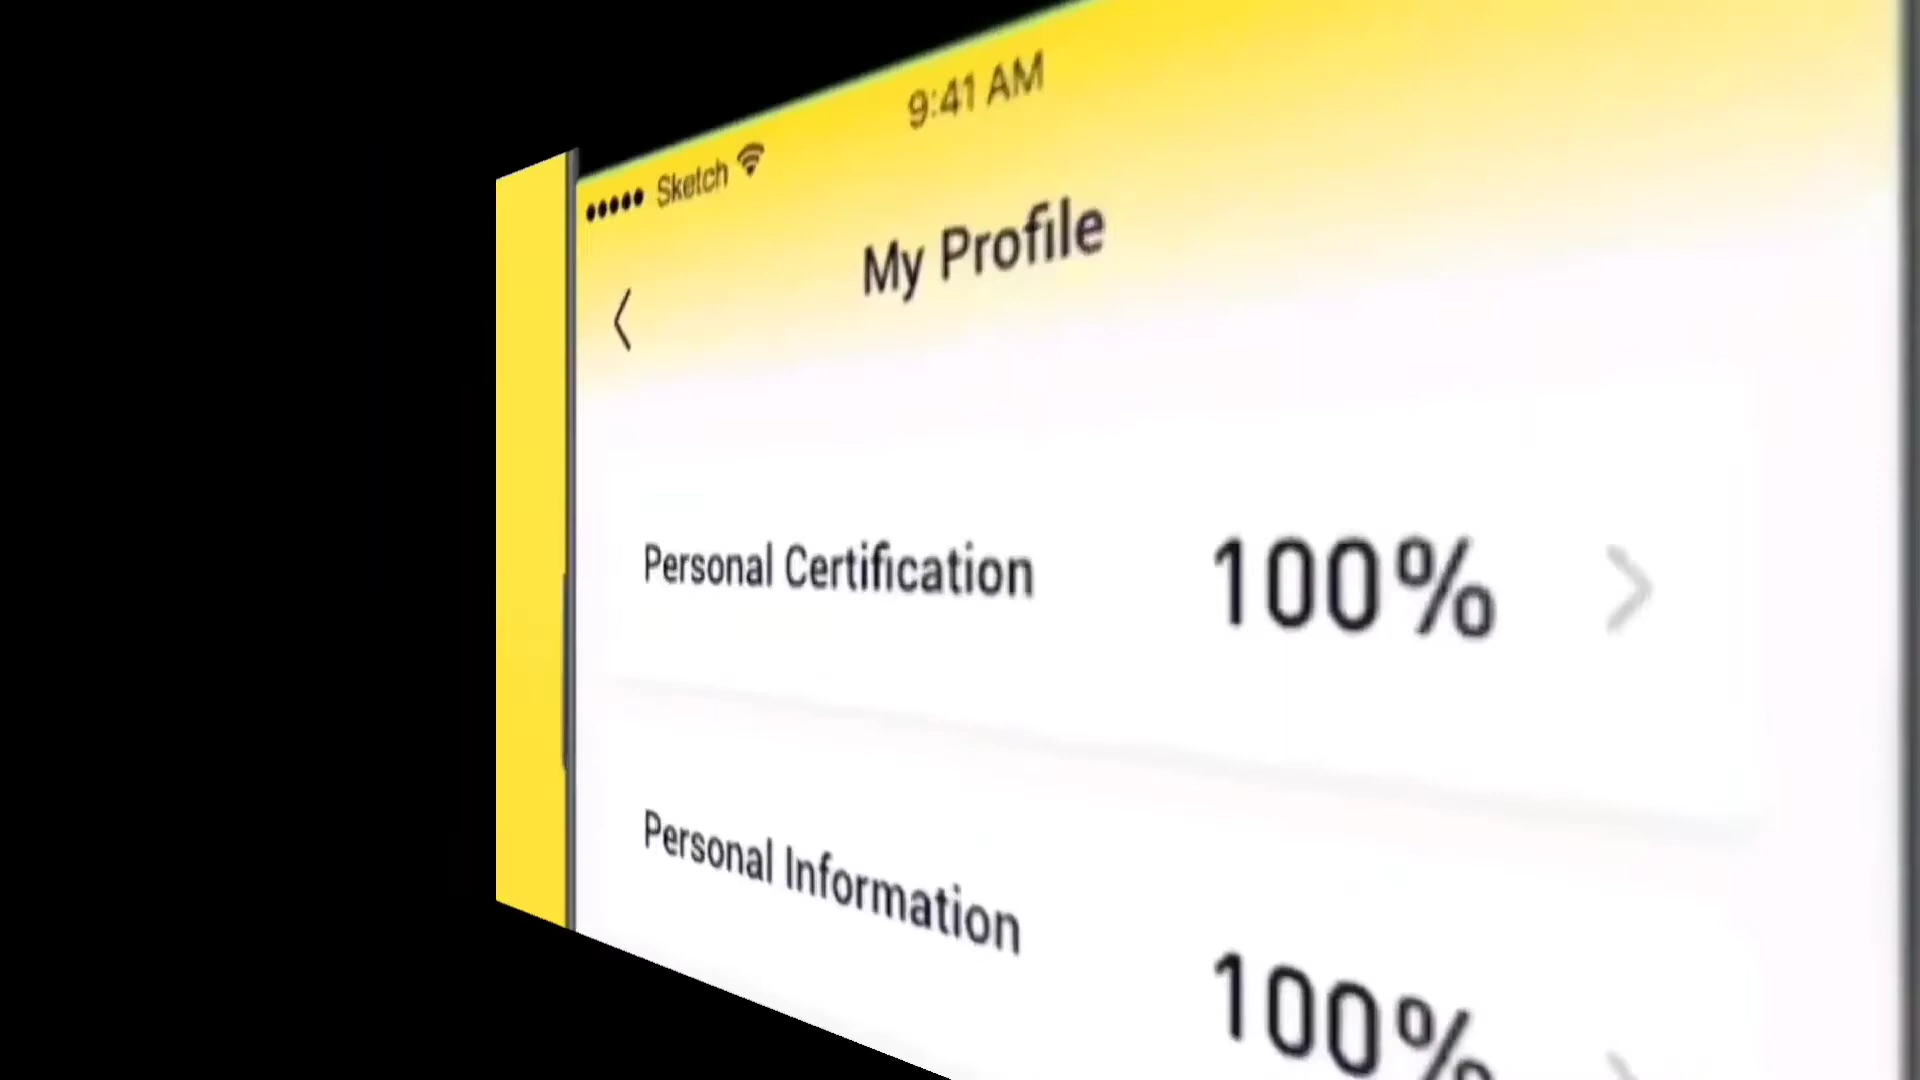 9:41 AM
Sketch
My Profile
Personal Certification
100%
Personal Information
100%